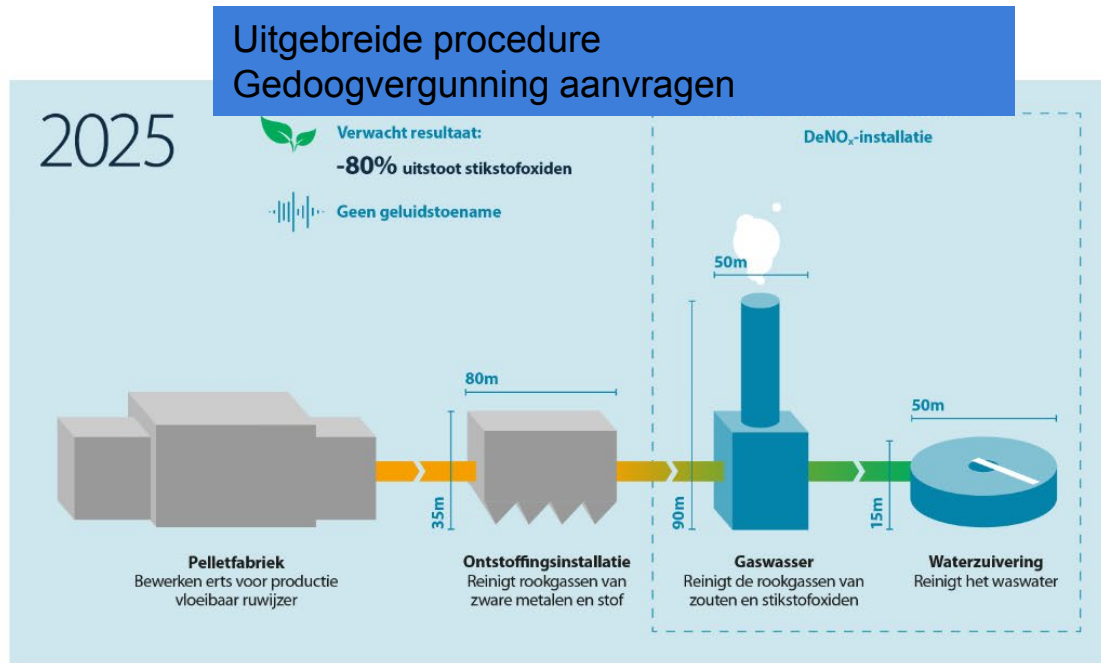 Uitgebreide procedure
Gedoogvergunning aanvragen
2025
Verwacht resultaat:
-80% uitstoot stikstofoxiden
Geen geluidstoename
DeNOx-installatie
80m
35m
50m
90m
50m
15m
Pelletfabriek
Bewerken erts voor productie
vloeibaar ruwijzer
Ontstoffingsinstallatie
Reinigt rookgassen van
zware metalen en stof
Gaswasser
Reinigt de rookgassen van
zouten en stikstofoxiden
Waterzuivering
Reinigt het waswater